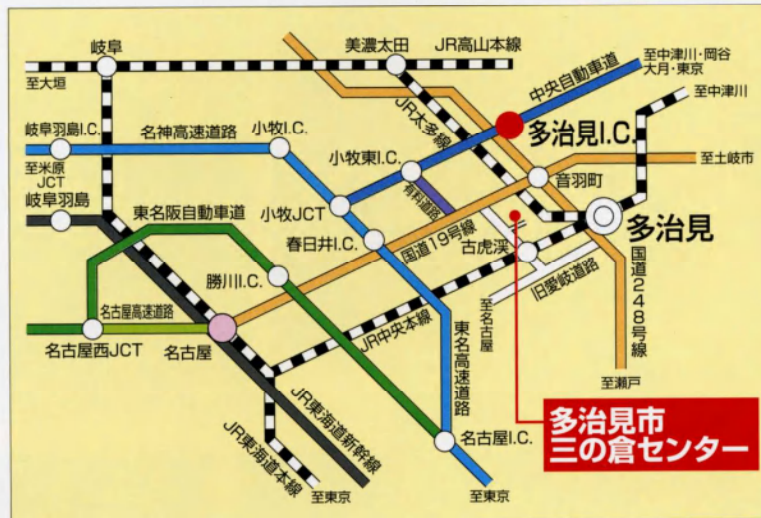 岐阜
美濃太田
JR高山本線
至大垣
中央自動車道
至中津川・岡谷
大月・東京
至中津川
JR太多線
岐阜羽島I.C.
名神高速道路
小牧I.C.
多治見I.C.
至米原
JCT
小牧東I.C.
至土岐市
音羽町
有料道路
岐阜羽島
東名阪自動車道
小牧JCT
春日井I.C.
国道19号線
古虎渓
多治見
勝川I.C.
旧愛岐道路
国道248号線
名古屋高速道路
至名古屋
名古屋西JCT
名古屋
JR中央本線
東名高速道路
至瀬戸
多治見市
三の倉センター
JR東海道新幹線
JR東海道本線
名古屋I.C.
至東京
至東京